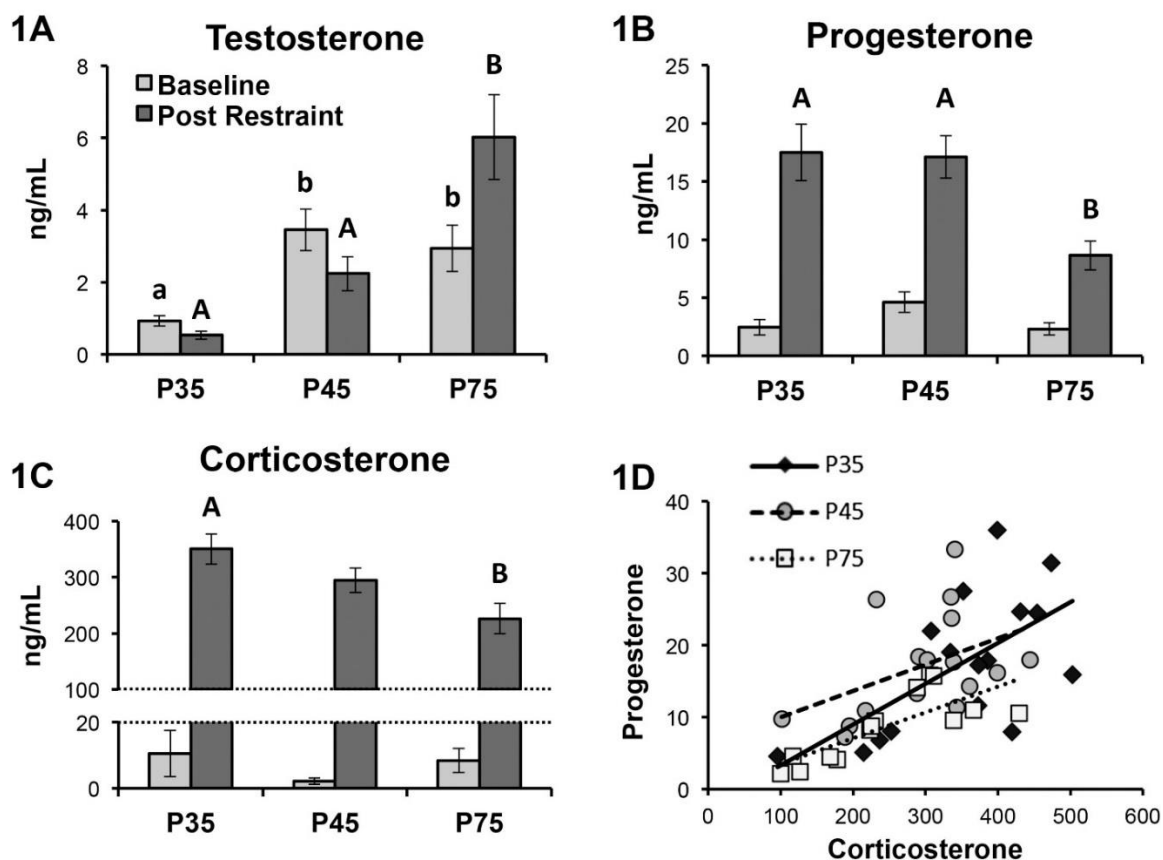 1A
Testosterone
8
6
4
2
0
ng/mL
Baseline
Post Restraint
a
A
b
A
b
B
P35
P45
P75
1B
Progesterone
25
20
15
10
5
0
ng/mL
A
A
B
P35
P45
P75
1C
Corticosterone
400
300
200
100
20
0
ng/mL
A
B
P35
P45
P75
1D
P35
P45
P75
40
30
20
10
0
Progesterone
0
100
200
300
400
500
600
Corticosterone